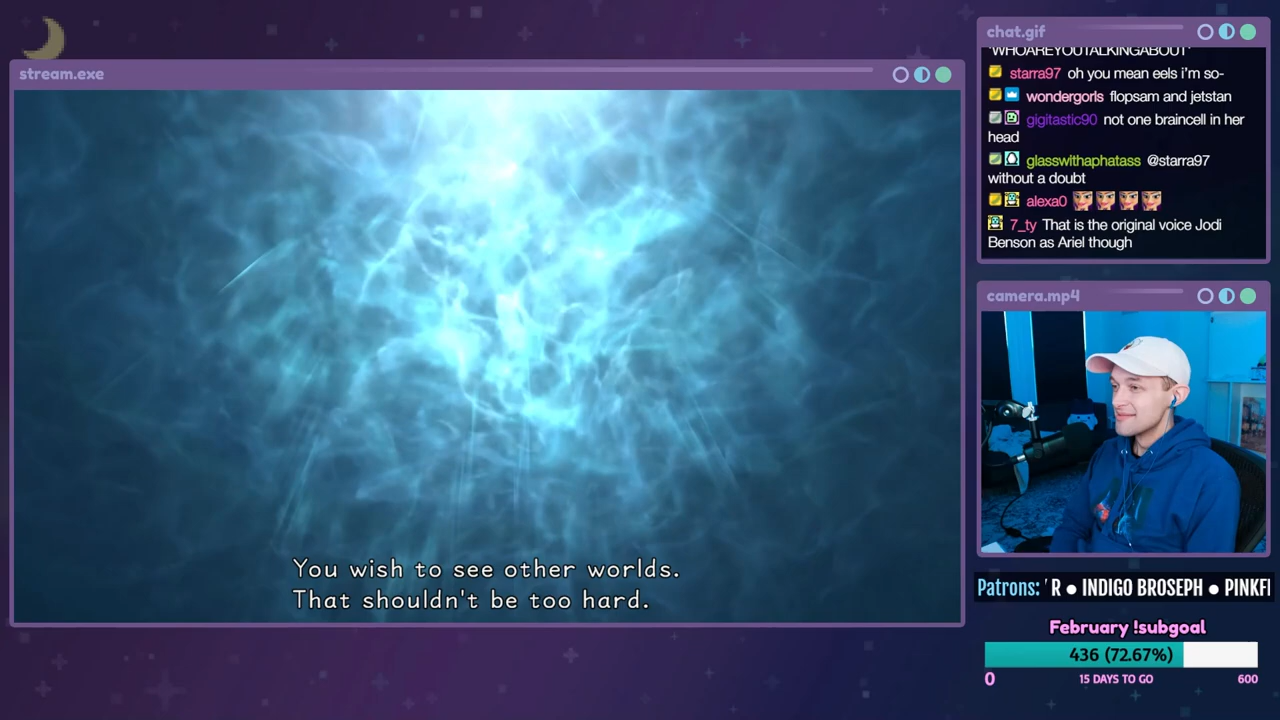 stream.exe
You wish to see other worlds.
That shouldn't be too hard.
chat.gif
"WHOAREYOUTALKINGABOUT"
starra97 oh you mean eels i'm so-
wondergorls flopsam and jetstan
gigitastic90 not one braincell in her
head
glasswithaphatass @starra97
without a doubt
alexa0
7_ty That is the original voice Jodi
Benson as Ariel though
camera.mp4
Patrons: 'R ● INDIGO BROSEPH ● PINKFI
February !subgoal
436 (72.67%)
0 15 DAYS TO GO 600